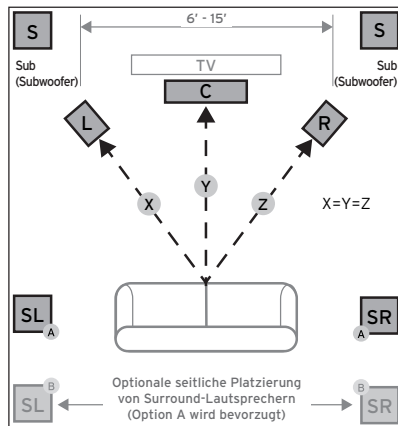 S
6' - 15'
S
Sub
(Subwoofer)
TV
Sub
(Subwoofer)
C
L
R
Y
X
Z
X=Y=Z
SL
A
SR
A
B
SL
Optionale seitliche Platzierung
von Surround-Lautsprechern
(Option A wird bevorzugt)
B
SR